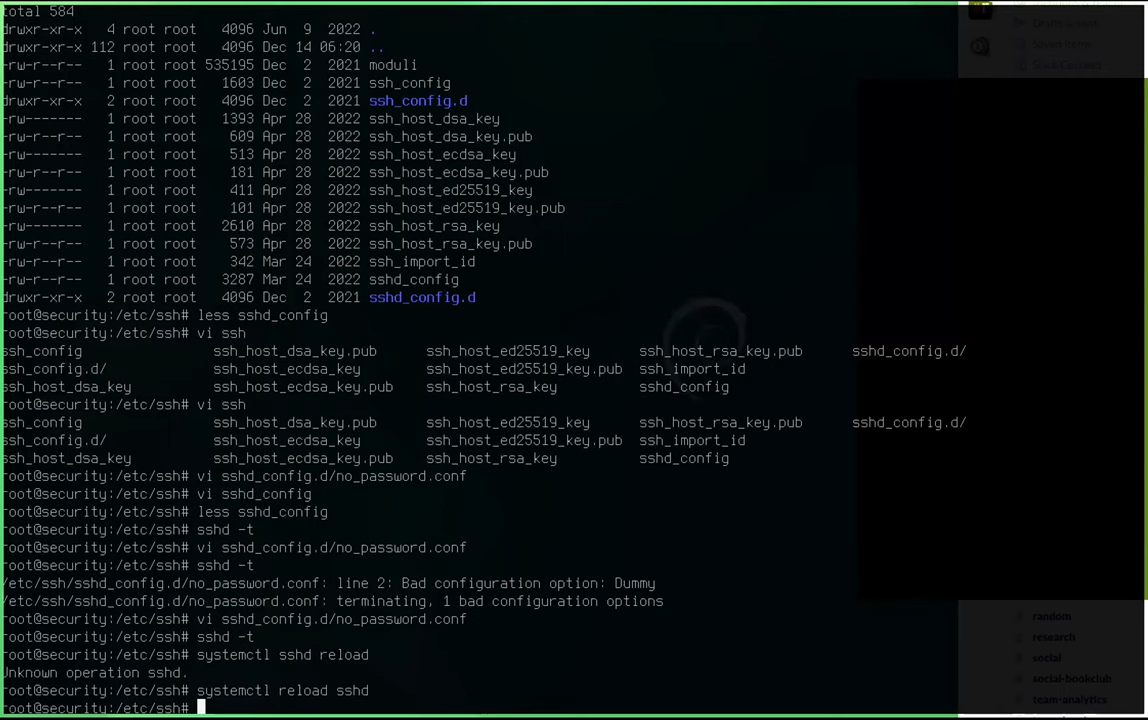 total 584
drwxr-xr-x   4 root root   4096 Jun  9  2022 .
drwxr-xr-x 112 root root   4096 Dec 14 06:20 ..
-rw-r--r--   1 root root 535195 Dec  2  2021 moduli
-rw-r--r--   1 root root   1603 Dec  2  2021 ssh_config
drwxr-xr-x   2 root root   4096 Dec  2  2021 ssh_config.d
-rw-------   1 root root   1393 Apr 28  2022 ssh_host_dsa_key
-rw-r--r--   1 root root    609 Apr 28  2022 ssh_host_dsa_key.pub
-rw-------   1 root root    513 Apr 28  2022 ssh_host_ecdsa_key
-rw-r--r--   1 root root    181 Apr 28  2022 ssh_host_ecdsa_key.pub
-rw-------   1 root root    411 Apr 28  2022 ssh_host_ed25519_key
-rw-r--r--   1 root root    101 Apr 28  2022 ssh_host_ed25519_key.pub
-rw-------   1 root root   2610 Apr 28  2022 ssh_host_rsa_key
-rw-r--r--   1 root root    573 Apr 28  2022 ssh_host_rsa_key.pub
-rw-r--r--   1 root root    342 Mar 24  2022 ssh_import_id
-rw-r--r--   1 root root   3287 Mar 24  2022 sshd_config
drwxr-xr-x   2 root root   4096 Dec  2  2021 sshd_config.d
root@security:/etc/ssh# less sshd_config
root@security:/etc/ssh# vi ssh
ssh_config                ssh_host_dsa_key.pub      ssh_host_ed25519_key      ssh_host_rsa_key.pub      sshd_config.d/
ssh_config.d/             ssh_host_ecdsa_key        ssh_host_ed25519_key.pub  ssh_import_id
ssh_host_dsa_key          ssh_host_ecdsa_key.pub    ssh_host_rsa_key          sshd_config
root@security:/etc/ssh# vi ssh
ssh_config                ssh_host_dsa_key.pub      ssh_host_ed25519_key      ssh_host_rsa_key.pub      sshd_config.d/
ssh_config.d/             ssh_host_ecdsa_key        ssh_host_ed25519_key.pub  ssh_import_id
ssh_host_dsa_key          ssh_host_ecdsa_key.pub    ssh_host_rsa_key          sshd_config
root@security:/etc/ssh# vi sshd_config.d/no_password.conf
root@security:/etc/ssh# vi sshd_config
root@security:/etc/ssh# less sshd_config
root@security:/etc/ssh# sshd -t
root@security:/etc/ssh# vi sshd_config.d/no_password.conf
root@security:/etc/ssh# sshd -t
/etc/ssh/sshd_config.d/no_password.conf: line 2: Bad configuration option: Dummy
/etc/ssh/sshd_config.d/no_password.conf: terminating, 1 bad configuration options
root@security:/etc/ssh# vi sshd_config.d/no_password.conf
root@security:/etc/ssh# sshd -t
root@security:/etc/ssh# systemctl sshd reload
Unknown operation sshd.
root@security:/etc/ssh# systemctl reload sshd
root@security:/etc/ssh#
Drafts & sent
Saved items
Slack Connect
random
research
social
social-bookclub
team-analytics